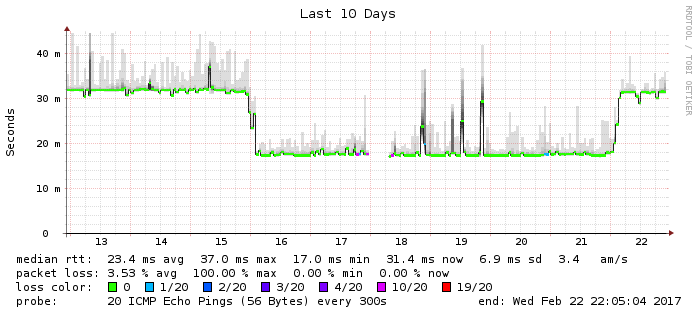 Last 10 Days
RRDTOOL / TOBI OETIKER
Seconds
40 m
30 m
20 m
10 m
0
13 14 15 16 17 18 19 20 21 22
median rtt: 23.4 ms avg 37.0 ms max 17.0 ms min 31.4 ms now 6.9 ms sd 3.4 am/s
packet loss: 3.53 % avg 100.00 % max 0.00 % min 0.00 % now
loss color: 0 1/20 2/20 3/20 4/20 10/20 19/20
probe: 20 ICMP Echo Pings (56 Bytes) every 300s end: Wed Feb 22 22:05:04 2017